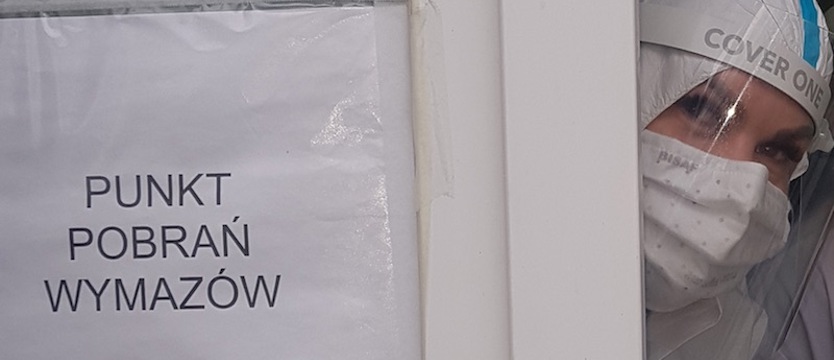 PUNKT
POBRAŃ
WYMAZÓW
COVER ONE